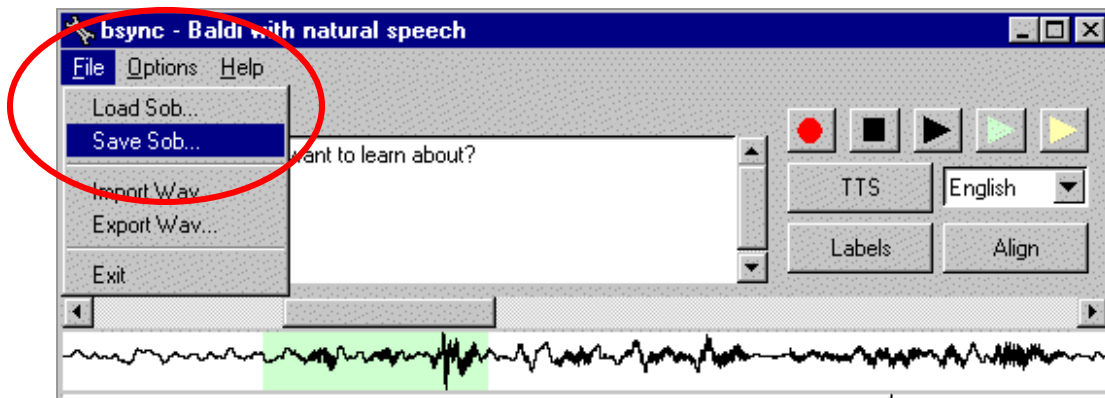 bsync - Baldi with natural speech
File Options Help
Load Sob...
Save Sob...
want to learn about?
Import Wav...
TTS English
Export Wav...
Labels Align
Exit